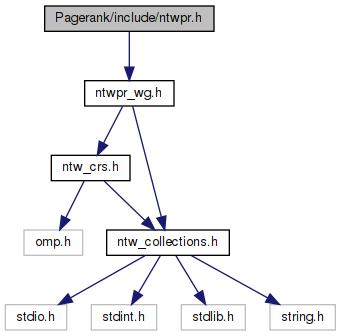 Pagerank/include/ntwpr.h
ntwpr_wg.h
ntw_crs.h
omp.h
ntw_collections.h
stdio.h
stdint.h
stdlib.h
string.h